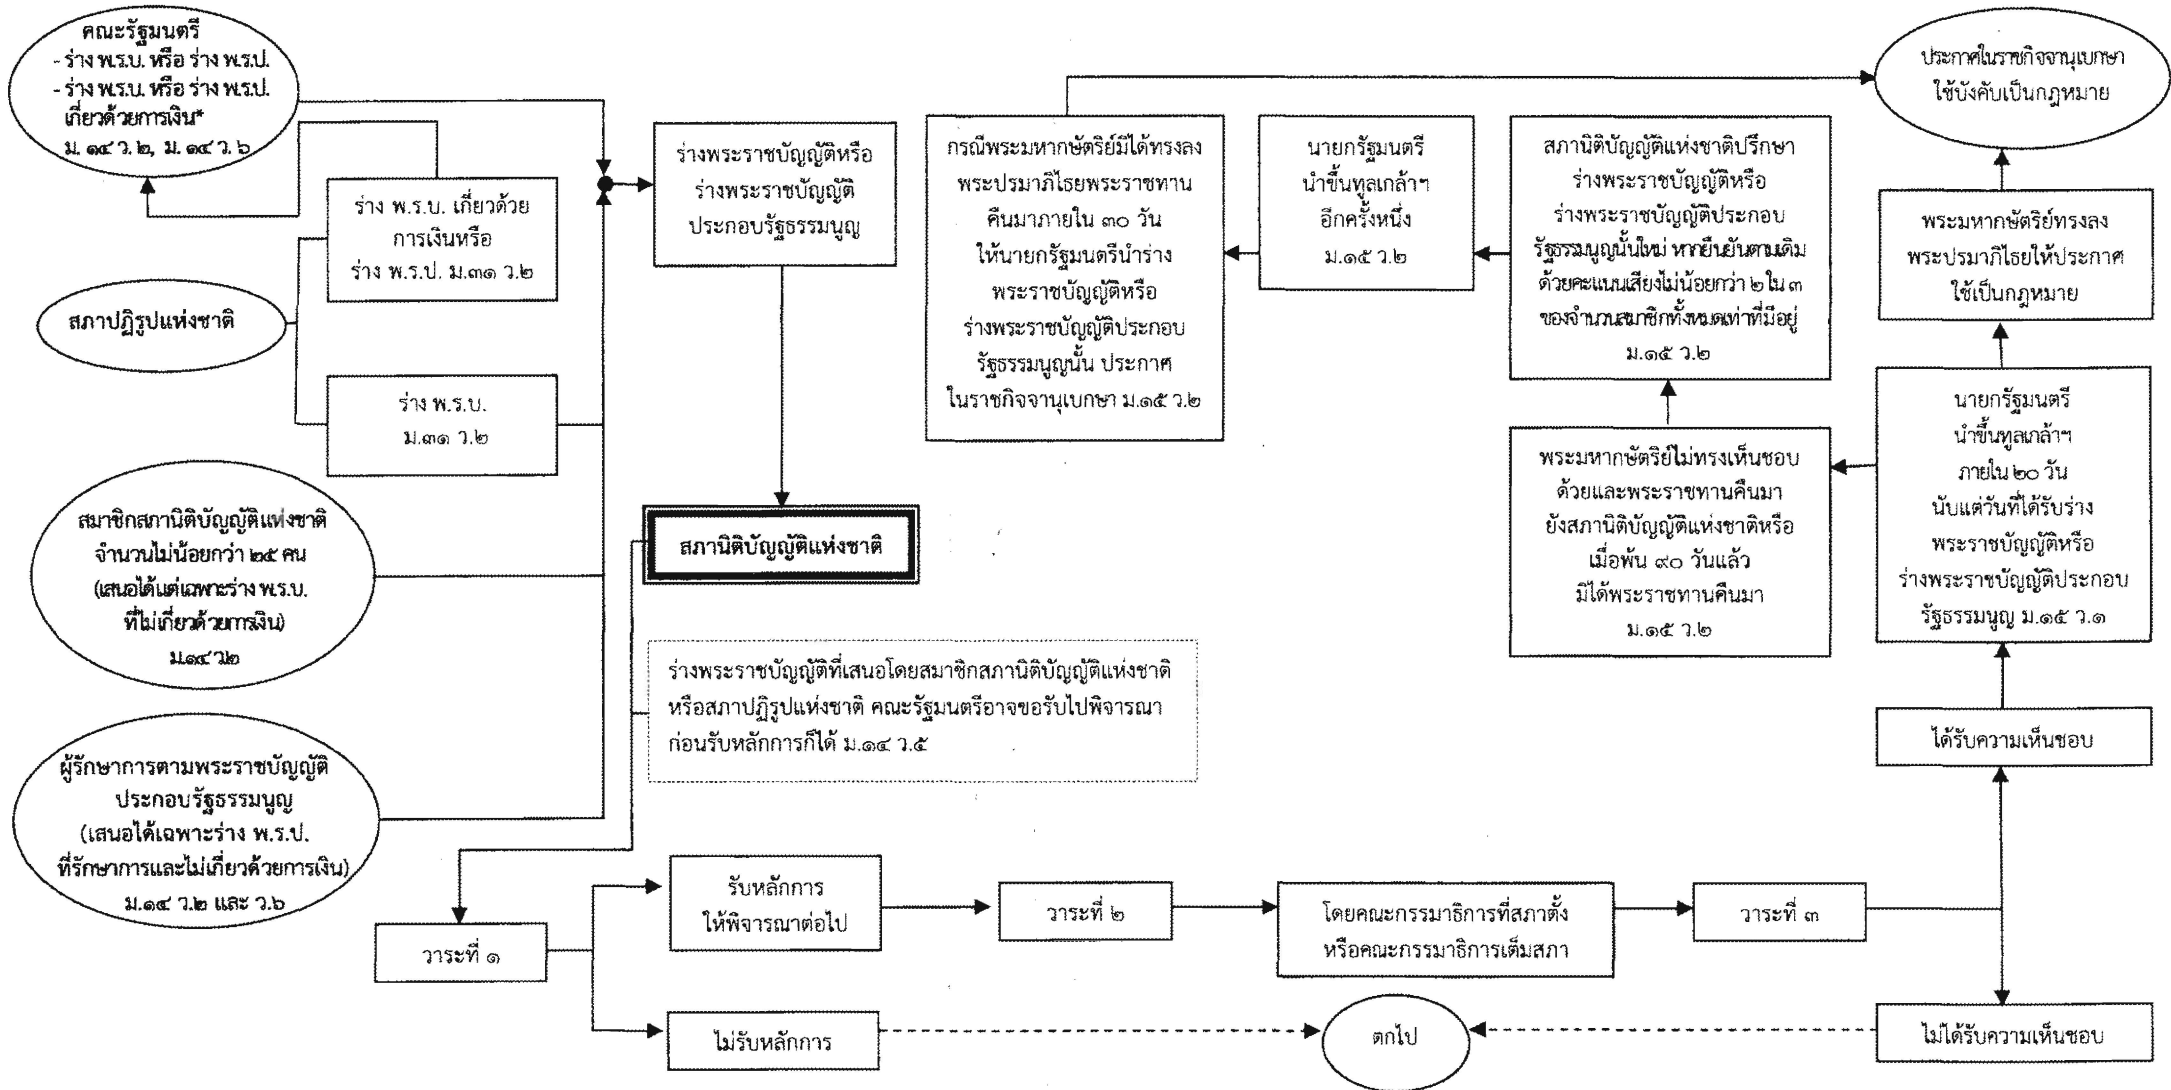 คณะรัฐมนตรี
- ร่าง พ.ร.บ. หรือ ร่าง พ.ร.ป.
- ร่าง พ.ร.บ. หรือ ร่าง พ.ร.ป.
เกี่ยวด้วยการเงิน*
ม. ๑๔ ว. ๒, ม. ๑๔ ว. ๖
ร่าง พ.ร.บ. เกี่ยวด้วย
การเงินหรือ
ร่าง พ.ร.ป. ม.๓๑ ว.๒
สภาปฏิรูปแห่งชาติ
ร่าง พ.ร.บ.
ม.๓๑ ว.๒
สมาชิกสภานิติบัญญัติแห่งชาติ
จำนวนไม่น้อยกว่า ๒๕ คน
(เสนอได้แต่เฉพาะร่าง พ.ร.บ.
ที่ไม่เกี่ยวด้วยการเงิน)
ม.๑๔ ว.๒
ผู้รักษาการตามพระราชบัญญัติ
ประกอบรัฐธรรมนูญ
(เสนอได้เฉพาะร่าง พ.ร.ป.
ที่รักษาการและไม่เกี่ยวด้วยการเงิน)
ม.๑๔ ว.๒ และ ว.๖
ร่างพระราชบัญญัติหรือ
ร่างพระราชบัญญัติ
ประกอบรัฐธรรมนูญ
สภานิติบัญญัติแห่งชาติ
ร่างพระราชบัญญัติที่เสนอโดยสมาชิกสภานิติบัญญัติแห่งชาติ
หรือสภาปฏิรูปแห่งชาติ คณะรัฐมนตรีอาจขอรับไปพิจารณา
ก่อนรับหลักการก็ได้ ม.๑๔ ว.๕
วาระที่ ๑
รับหลักการ
ให้พิจารณาต่อไป
ไม่รับหลักการ
วาระที่ ๒
โดยคณะกรรมาธิการที่สภาตั้ง
หรือคณะกรรมาธิการเต็มสภา
วาระที่ ๓
ตกไป
ไม่ได้รับความเห็นชอบ
ได้รับความเห็นชอบ
นายกรัฐมนตรี
นำขึ้นทูลเกล้าฯ
ภายใน ๒๐ วัน
นับแต่วันที่ได้รับร่าง
พระราชบัญญัติหรือ
ร่างพระราชบัญญัติประกอบ
รัฐธรรมนูญ ม.๑๕ ว.๑
พระมหากษัตริย์ทรงลง
พระปรมาภิไธยให้ประกาศ
ใช้เป็นกฎหมาย
ประกาศในราชกิจจานุเบกษา
ใช้บังคับเป็นกฎหมาย
พระมหากษัตริย์ไม่ทรงเห็นชอบ
ด้วยและพระราชทานคืนมา
ยังสภานิติบัญญัติแห่งชาติหรือ
เมื่อพ้น ๙๐ วันแล้ว
มิได้พระราชทานคืนมา
ม.๑๕ ว.๒
สภานิติบัญญัติแห่งชาติปรึกษา
ร่างพระราชบัญญัติหรือ
ร่างพระราชบัญญัติประกอบ
รัฐธรรมนูญนั้นใหม่ หากยืนยันตามเดิม
ด้วยคะแนนเสียงไม่น้อยกว่า ๒ ใน ๓
ของจำนวนสมาชิกทั้งหมดเท่าที่มีอยู่
ม.๑๕ ว.๒
นายกรัฐมนตรี
นำขึ้นทูลเกล้าฯ
อีกครั้งหนึ่ง
ม.๑๕ ว.๒
กรณีพระมหากษัตริย์มิได้ทรงลง
พระปรมาภิไธยพระราชทาน
คืนมาภายใน ๓๐ วัน
ให้นายกรัฐมนตรีนำร่าง
พระราชบัญญัติหรือ
ร่างพระราชบัญญัติประกอบ
รัฐธรรมนูญนั้น ประกาศ
ในราชกิจจานุเบกษา ม.๑๕ ว.๒